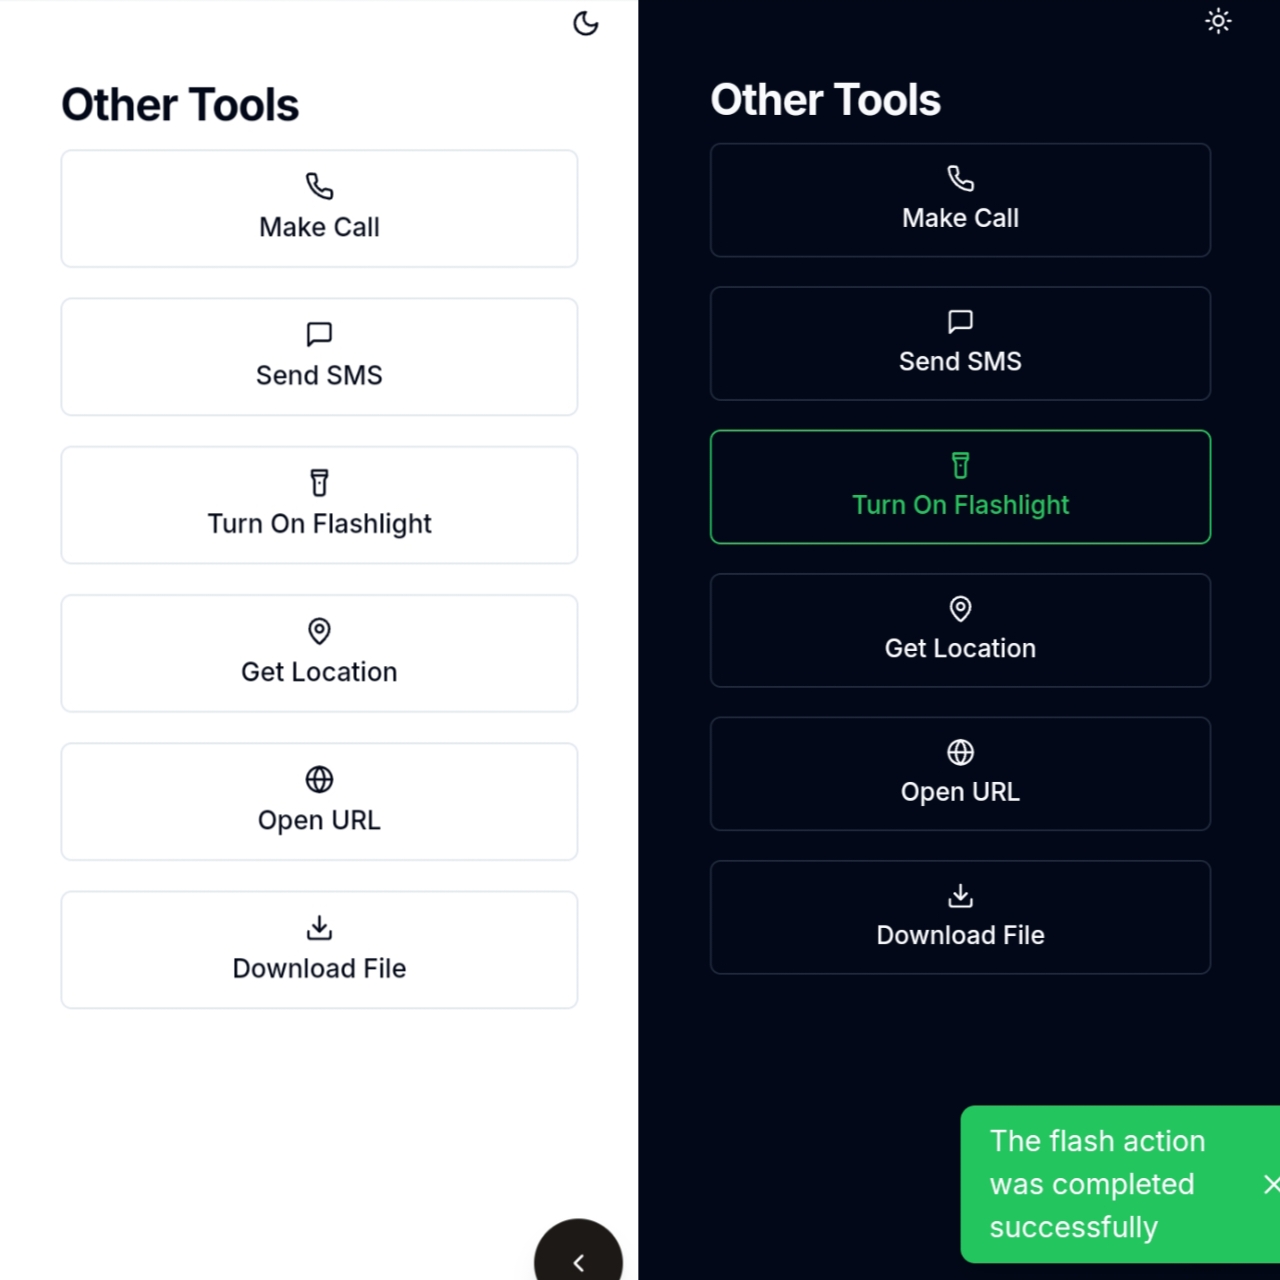 Other Tools
Make Call
Send SMS
Turn On Flashlight
Get Location
Open URL
Download File
Other Tools
Make Call
Send SMS
Turn On Flashlight
Get Location
Open URL
Download File
The flash action
was completed
successfully